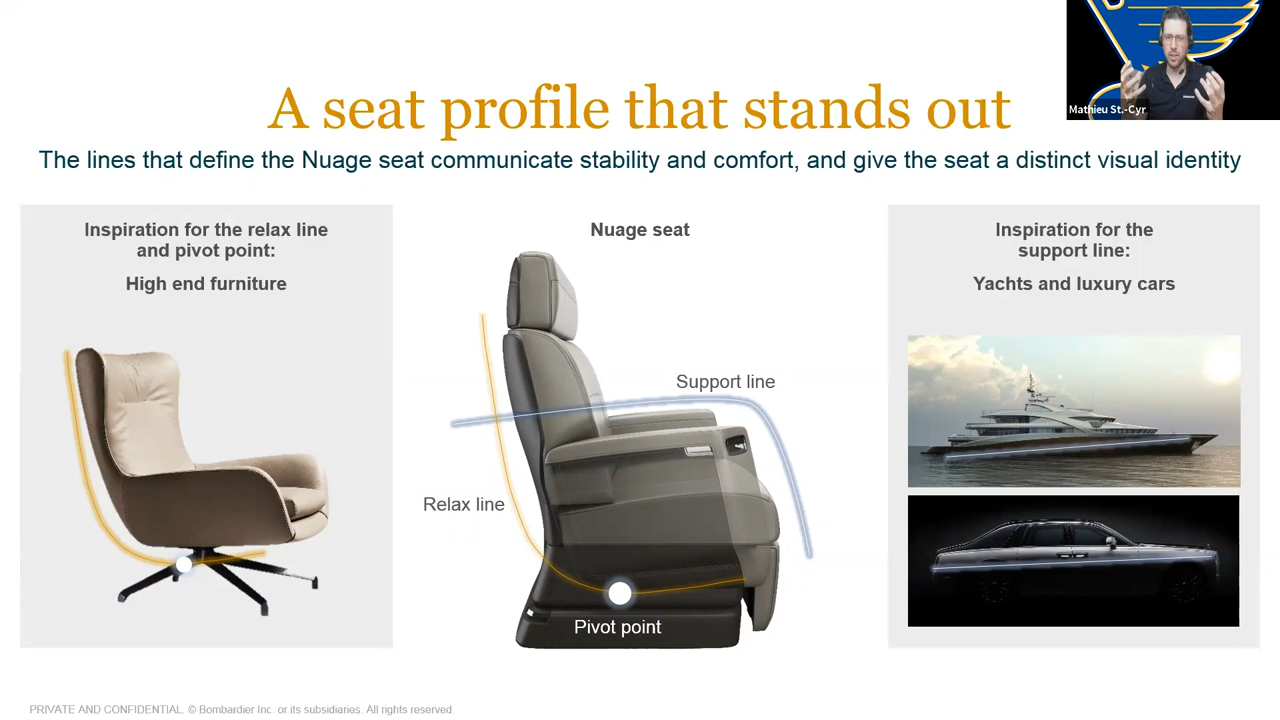 Mathieu St.-Cyr
A seat profile that stands out
The lines that define the Nuage seat communicate stability and comfort, and give the seat a distinct visual identity
Inspiration for the relax line
and pivot point:
High end furniture
Nuage seat
Support line
Relax line
Pivot point
Inspiration for the
support line:
Yachts and luxury cars
PRIVATE AND CONFIDENTIAL. © Bombardier Inc. or its subsidiaries. All rights reserved.